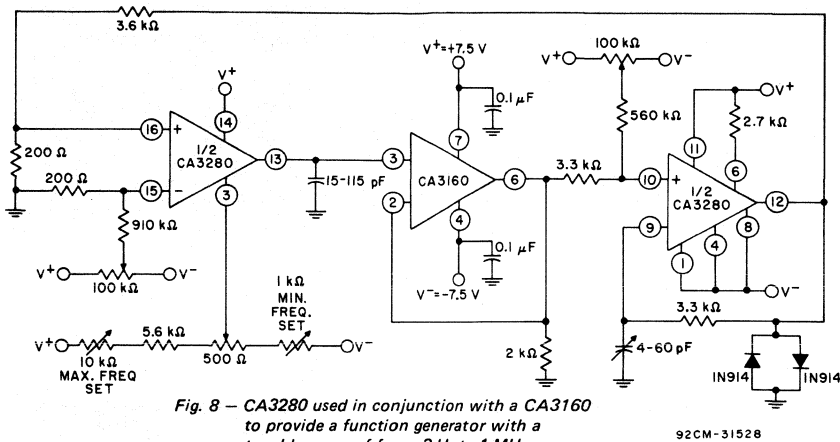 3.6 kΩ
V+
16
+
14
1/2
CA3280
13
200 Ω
200 Ω
15
−
3
910 kΩ
V+
V−
100 kΩ
15-115 pF
V+=+7.5 V
0.1 μF
7
3
CA3160
6
2
4
0.1 μF
V−=-7.5 V
2 kΩ
100 kΩ
V+
V−
560 kΩ
3.3 kΩ
V+
11
2.7 kΩ
6
10
+
1/2
CA3280
12
9
−
8
4
1
V−
3.3 kΩ
4-60 pF
1N914
1N914
V+
10 kΩ
MAX. FREQ
SET
5.6 kΩ
500 Ω
1 kΩ
MIN.
FREQ.
SET
V−
Fig. 8 – CA3280 used in conjunction with a CA3160
to provide a function generator with a
92CM-31528